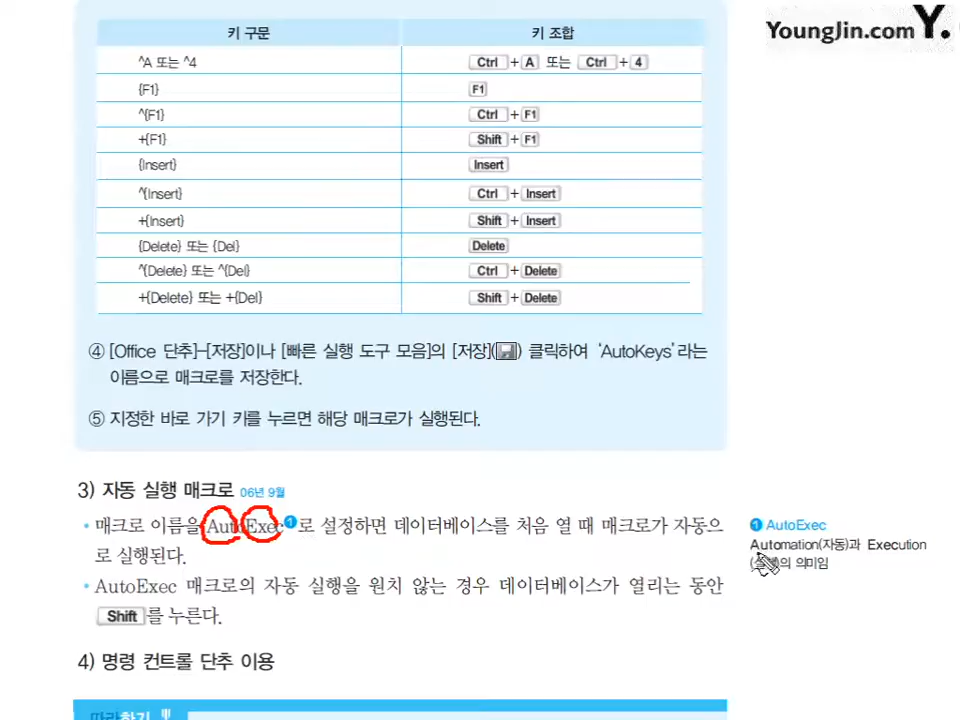 YoungJin.com Y.
키 구문 키 조합
^A 또는 ^4 Ctrl + A 또는 Ctrl + 4
{F1} F1
^{F1} Ctrl + F1
+{F1} Shift + F1
{Insert} Insert
^{Insert} Ctrl + Insert
+{Insert} Shift + Insert
{Delete} 또는 {Del} Delete
^{Delete} 또는 ^{Del} Ctrl + Delete
+{Delete} 또는 +{Del} Shift + Delete
④ [Office 단추]-[저장]이나 [빠른 실행 도구 모음]의 [저장]( ) 클릭하여 ‘AutoKeys’라는
이름으로 매크로를 저장한다.
⑤ 지정한 바로 가기 키를 누르면 해당 매크로가 실행된다.
3) 자동 실행 매크로 06년 9월
• 매크로 이름을 AutoExec❶로 설정하면 데이터베이스를 처음 열 때 매크로가 자동으
로 실행된다.
• AutoExec 매크로의 자동 실행을 원치 않는 경우 데이터베이스가 열리는 동안
Shift 를 누른다.
❶ AutoExec
Automation(자동)과 Execution
(실행)의 의미임
4) 명령 컨트롤 단추 이용
따라하기